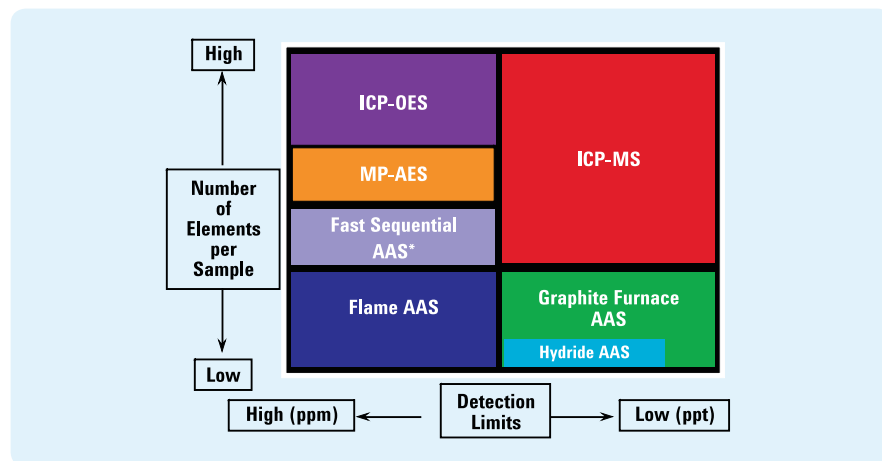 High
ICP-OES
ICP-MS
MP-AES
Number
of
Elements
per
Sample
Fast Sequential
AAS*
Flame AAS
Graphite Furnace
AAS
Hydride AAS
Low
High (ppm)
Detection
Limits
Low (ppt)